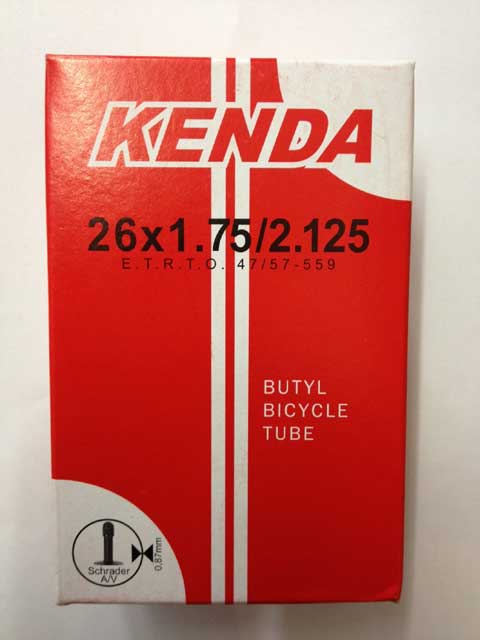 KENDA
26x1.75/2.125
E.T.R.T.O. 47/57-559
BUTYL
BICYCLE
TUBE
Schrader
A/V
0,87mm